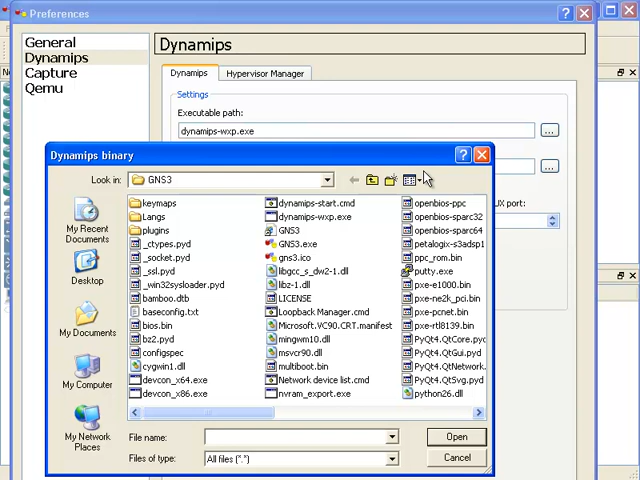 Preferences
General
Dynamips
Capture
Qemu
Dynamips
Dynamips
Hypervisor Manager
Settings
Executable path:
dynamips-wxp.exe
...
...
Dynamips binary
Look in:
GNS3
My Recent
Documents
Desktop
My Documents
My Computer
My Network
Places
keymaps
Langs
plugins
_ctypes.pyd
_socket.pyd
_ssl.pyd
_win32sysloader.pyd
bamboo.dtb
baseconfig.txt
bios.bin
bz2.pyd
configspec
cygwin1.dll
devcon_x64.exe
devcon_x86.exe
dynamips-start.cmd
dynamips-wxp.exe
GNS3
GNS3.exe
gns3.ico
libgcc_s_dw2-1.dll
libz-1.dll
LICENSE
Loopback Manager.cmd
Microsoft.VC90.CRT.manifest
mingwm10.dll
msvcr90.dll
multiboot.bin
Network device list.cmd
nvram_export.exe
openbios-ppc
openbios-sparc32
openbios-sparc64
petalogix-s3adsp1
ppc_rom.bin
putty.exe
pxe-e1000.bin
pxe-ne2k_pci.bin
pxe-pcnet.bin
pxe-rtl8139.bin
PyQt4.QtCore.pyc
PyQt4.QtGui.pyd
PyQt4.QtNetwork.
PyQt4.QtSvg.pyd
python26.dll
UX port:
File name:
Open
Files of type:
All files (*.*)
Cancel